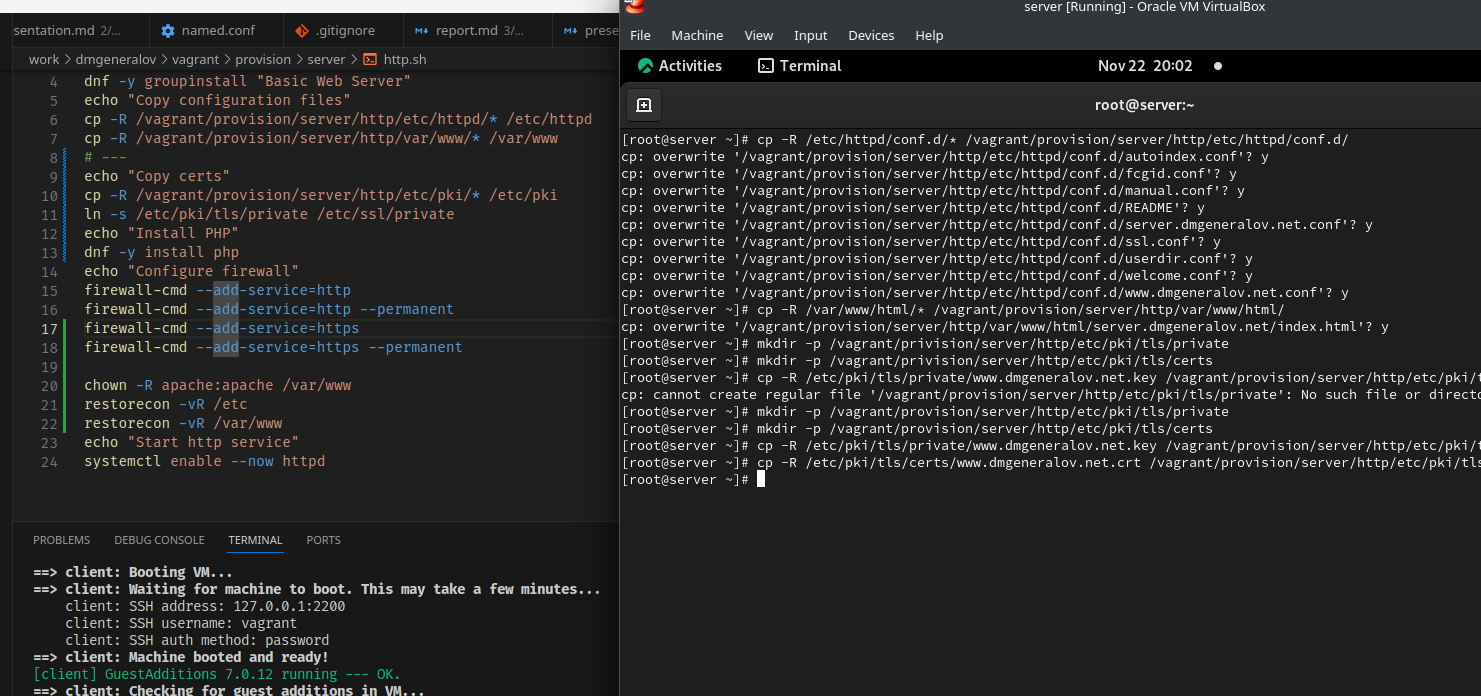 sentation.md 2/...
named.conf
.gitignore
report.md 3/...
prese
work > dmgeneralov > vagrant > provision > server > http.sh
4 dnf -y groupinstall "Basic Web Server"
5 echo "Copy configuration files"
6 cp -R /vagrant/provision/server/http/etc/httpd/* /etc/httpd
7 cp -R /vagrant/provision/server/http/var/www/* /var/www
8 # ---
9 echo "Copy certs"
10 cp -R /vagrant/provision/server/http/etc/pki/* /etc/pki
11 ln -s /etc/pki/tls/private /etc/ssl/private
12 echo "Install PHP"
13 dnf -y install php
14 echo "Configure firewall"
15 firewall-cmd --add-service=http
16 firewall-cmd --add-service=http --permanent
17 firewall-cmd --add-service=https
18 firewall-cmd --add-service=https --permanent
19
20 chown -R apache:apache /var/www
21 restorecon -vR /etc
22 restorecon -vR /var/www
23 echo "Start http service"
24 systemctl enable --now httpd
PROBLEMS DEBUG CONSOLE TERMINAL PORTS
==> client: Booting VM...
==> client: Waiting for machine to boot. This may take a few minutes...
client: SSH address: 127.0.0.1:2200
client: SSH username: vagrant
client: SSH auth method: password
==> client: Machine booted and ready!
[client] GuestAdditions 7.0.12 running --- OK.
==> client: Checking for guest additions in VM...
server [Running] - Oracle VM VirtualBox
File Machine View Input Devices Help
Activities Terminal Nov 22 20:02
root@server:~
[root@server ~]# cp -R /etc/httpd/conf.d/* /vagrant/provision/server/http/etc/httpd/conf.d/
cp: overwrite '/vagrant/provision/server/http/etc/httpd/conf.d/autoindex.conf'? y
cp: overwrite '/vagrant/provision/server/http/etc/httpd/conf.d/fcgid.conf'? y
cp: overwrite '/vagrant/provision/server/http/etc/httpd/conf.d/manual.conf'? y
cp: overwrite '/vagrant/provision/server/http/etc/httpd/conf.d/README'? y
cp: overwrite '/vagrant/provision/server/http/etc/httpd/conf.d/server.dmgeneralov.net.conf'? y
cp: overwrite '/vagrant/provision/server/http/etc/httpd/conf.d/ssl.conf'? y
cp: overwrite '/vagrant/provision/server/http/etc/httpd/conf.d/userdir.conf'? y
cp: overwrite '/vagrant/provision/server/http/etc/httpd/conf.d/welcome.conf'? y
cp: overwrite '/vagrant/provision/server/http/etc/httpd/conf.d/www.dmgeneralov.net.conf'? y
[root@server ~]# cp -R /var/www/html/* /vagrant/provision/server/http/var/www/html/
cp: overwrite '/vagrant/provision/server/http/var/www/html/server.dmgeneralov.net/index.html'? y
[root@server ~]# mkdir -p /vagrant/privision/server/http/etc/pki/tls/private
[root@server ~]# mkdir -p /vagrant/privision/server/http/etc/pki/tls/certs
[root@server ~]# cp -R /etc/pki/tls/private/www.dmgeneralov.net.key /vagrant/provision/server/http/etc/pki/t
cp: cannot create regular file '/vagrant/provision/server/http/etc/pki/tls/private': No such file or directo
[root@server ~]# mkdir -p /vagrant/provision/server/http/etc/pki/tls/private
[root@server ~]# mkdir -p /vagrant/provision/server/http/etc/pki/tls/certs
[root@server ~]# cp -R /etc/pki/tls/private/www.dmgeneralov.net.key /vagrant/provision/server/http/etc/pki/t
[root@server ~]# cp -R /etc/pki/tls/certs/www.dmgeneralov.net.crt /vagrant/provision/server/http/etc/pki/tls
[root@server ~]#